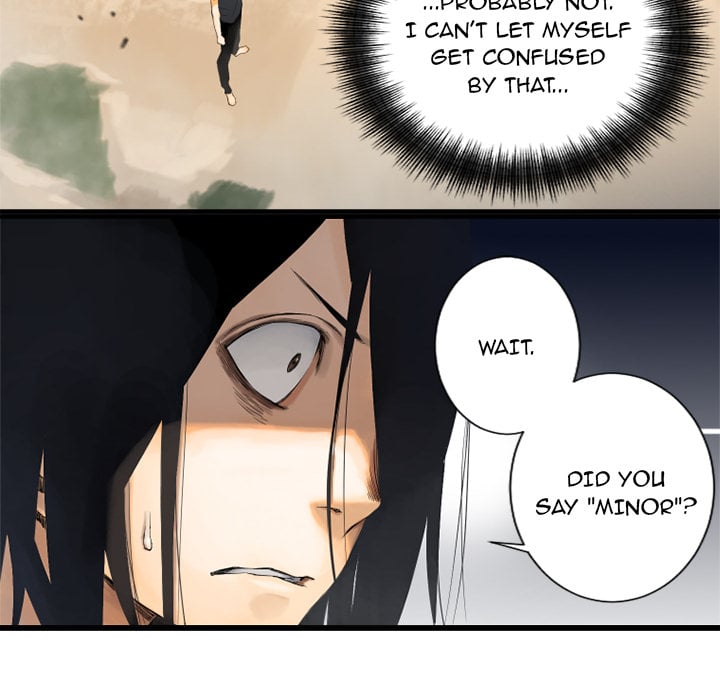 ...PROBABLY NOT.
I CAN'T LET MYSELF
GET CONFUSED
BY THAT...
WAIT.
DID YOU
SAY "MINOR"?